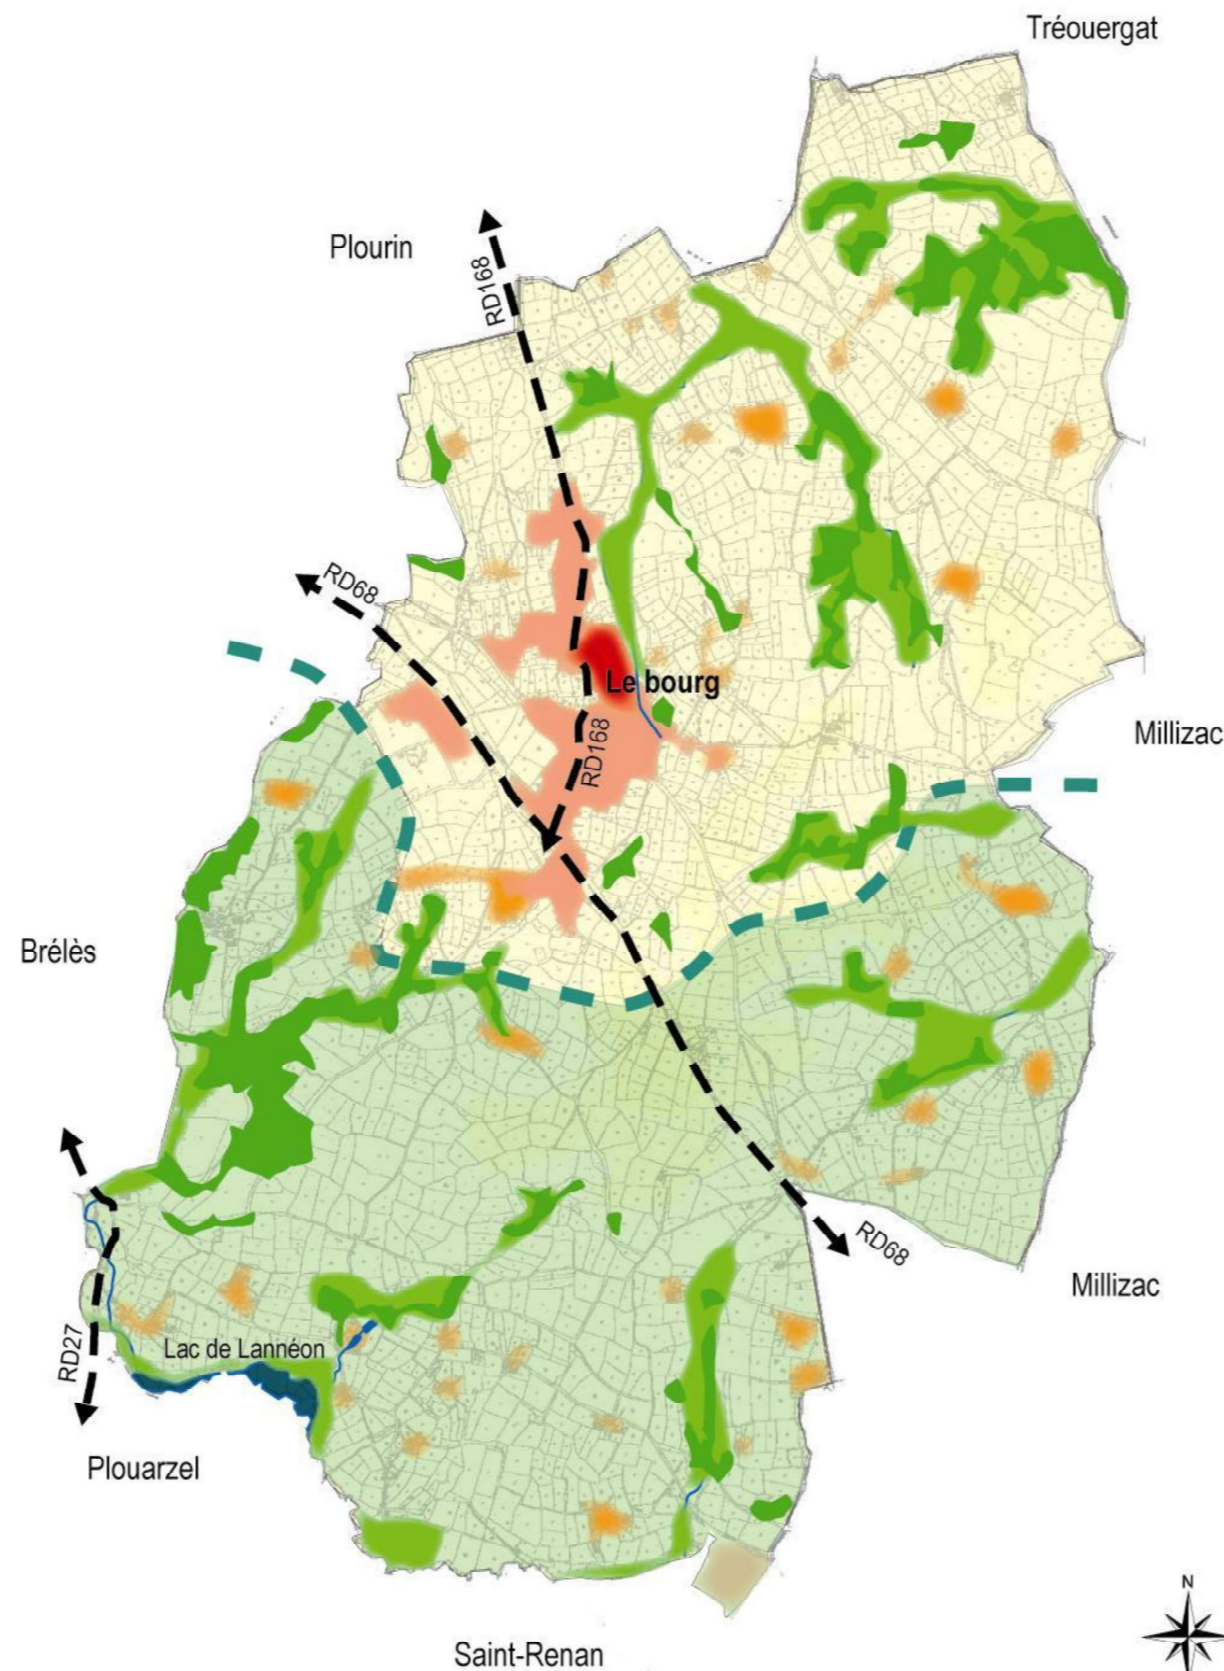 Tréouergat
Plourin
RD168
RD68
Le bourg
RD168
Millizac
Brélès
RD68
Millizac
Lac de Lannéon
RD27
Plouarzel
N
Saint-Renan